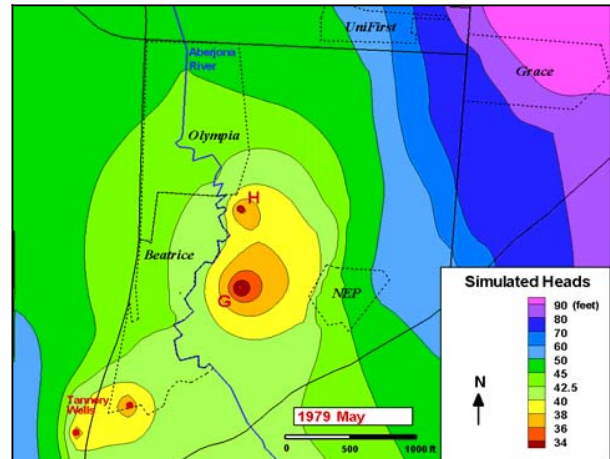 UniFirst
Grace
Aberjona
River
Olympia
H
Beatrice
G
NEP
Tannery
Wells
1979 May
0 500 1000 ft
N
Simulated Heads
90 (feet)
80
70
60
50
45
42.5
40
38
36
34